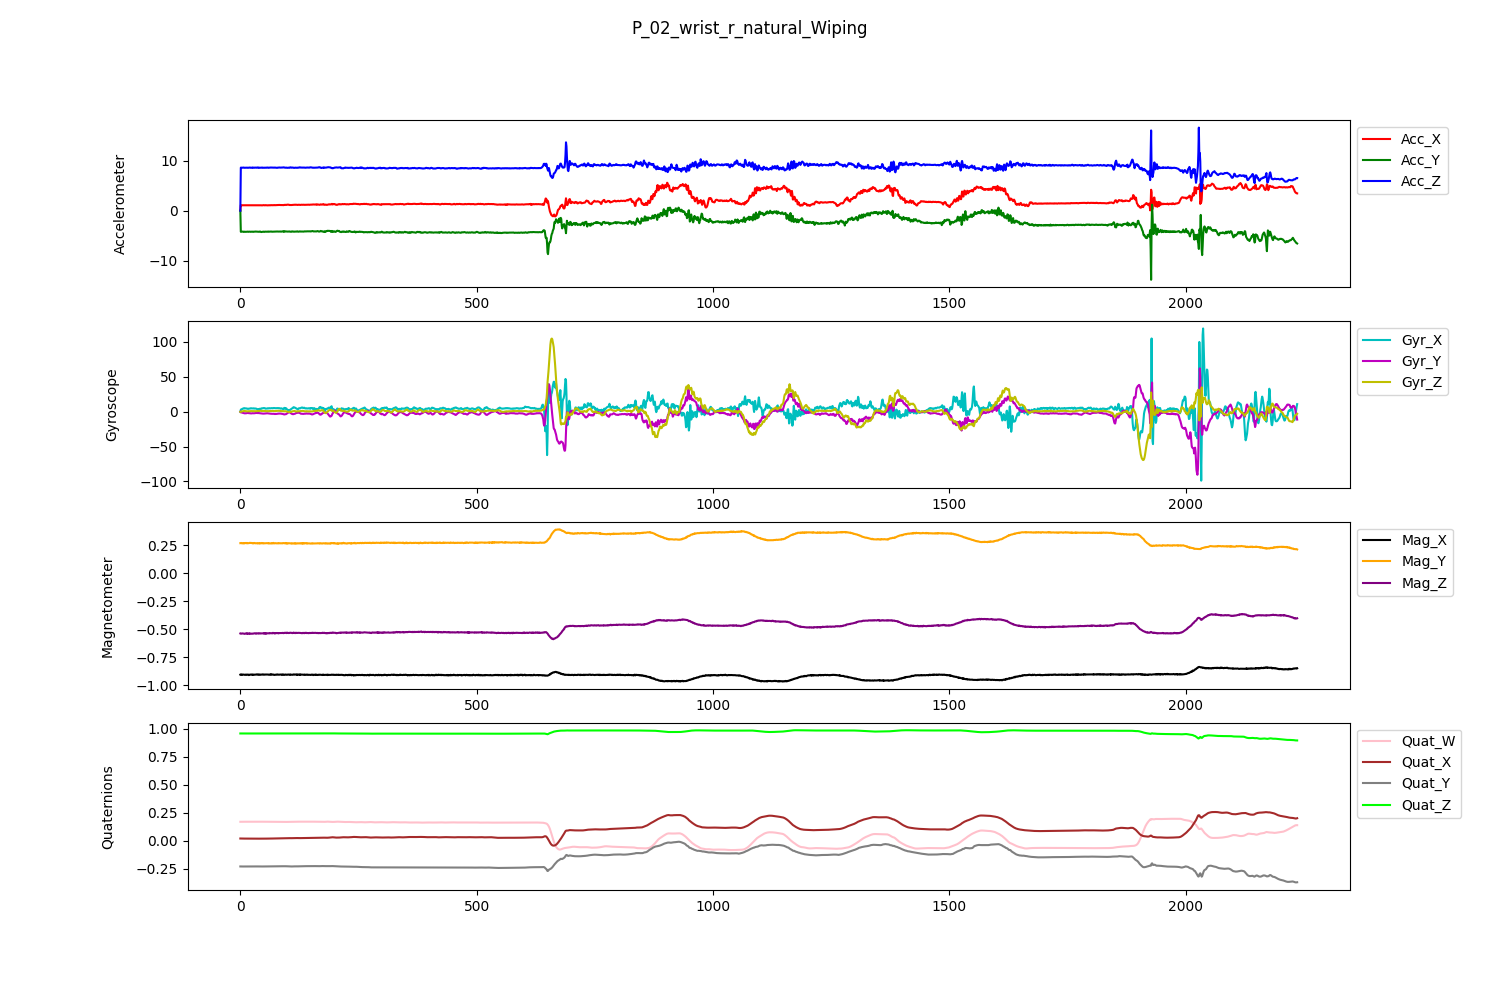 P_02_wrist_r_natural_Wiping
Accelerometer
10
0
−10
0 500 1000 1500 2000
Acc_X
Acc_Y
Acc_Z
Gyroscope
100
50
0
−50
−100
0 500 1000 1500 2000
Gyr_X
Gyr_Y
Gyr_Z
Magnetometer
0.25
0.00
−0.25
−0.50
−0.75
−1.00
0 500 1000 1500 2000
Mag_X
Mag_Y
Mag_Z
Quaternions
1.00
0.75
0.50
0.25
0.00
−0.25
0 500 1000 1500 2000
Quat_W
Quat_X
Quat_Y
Quat_Z